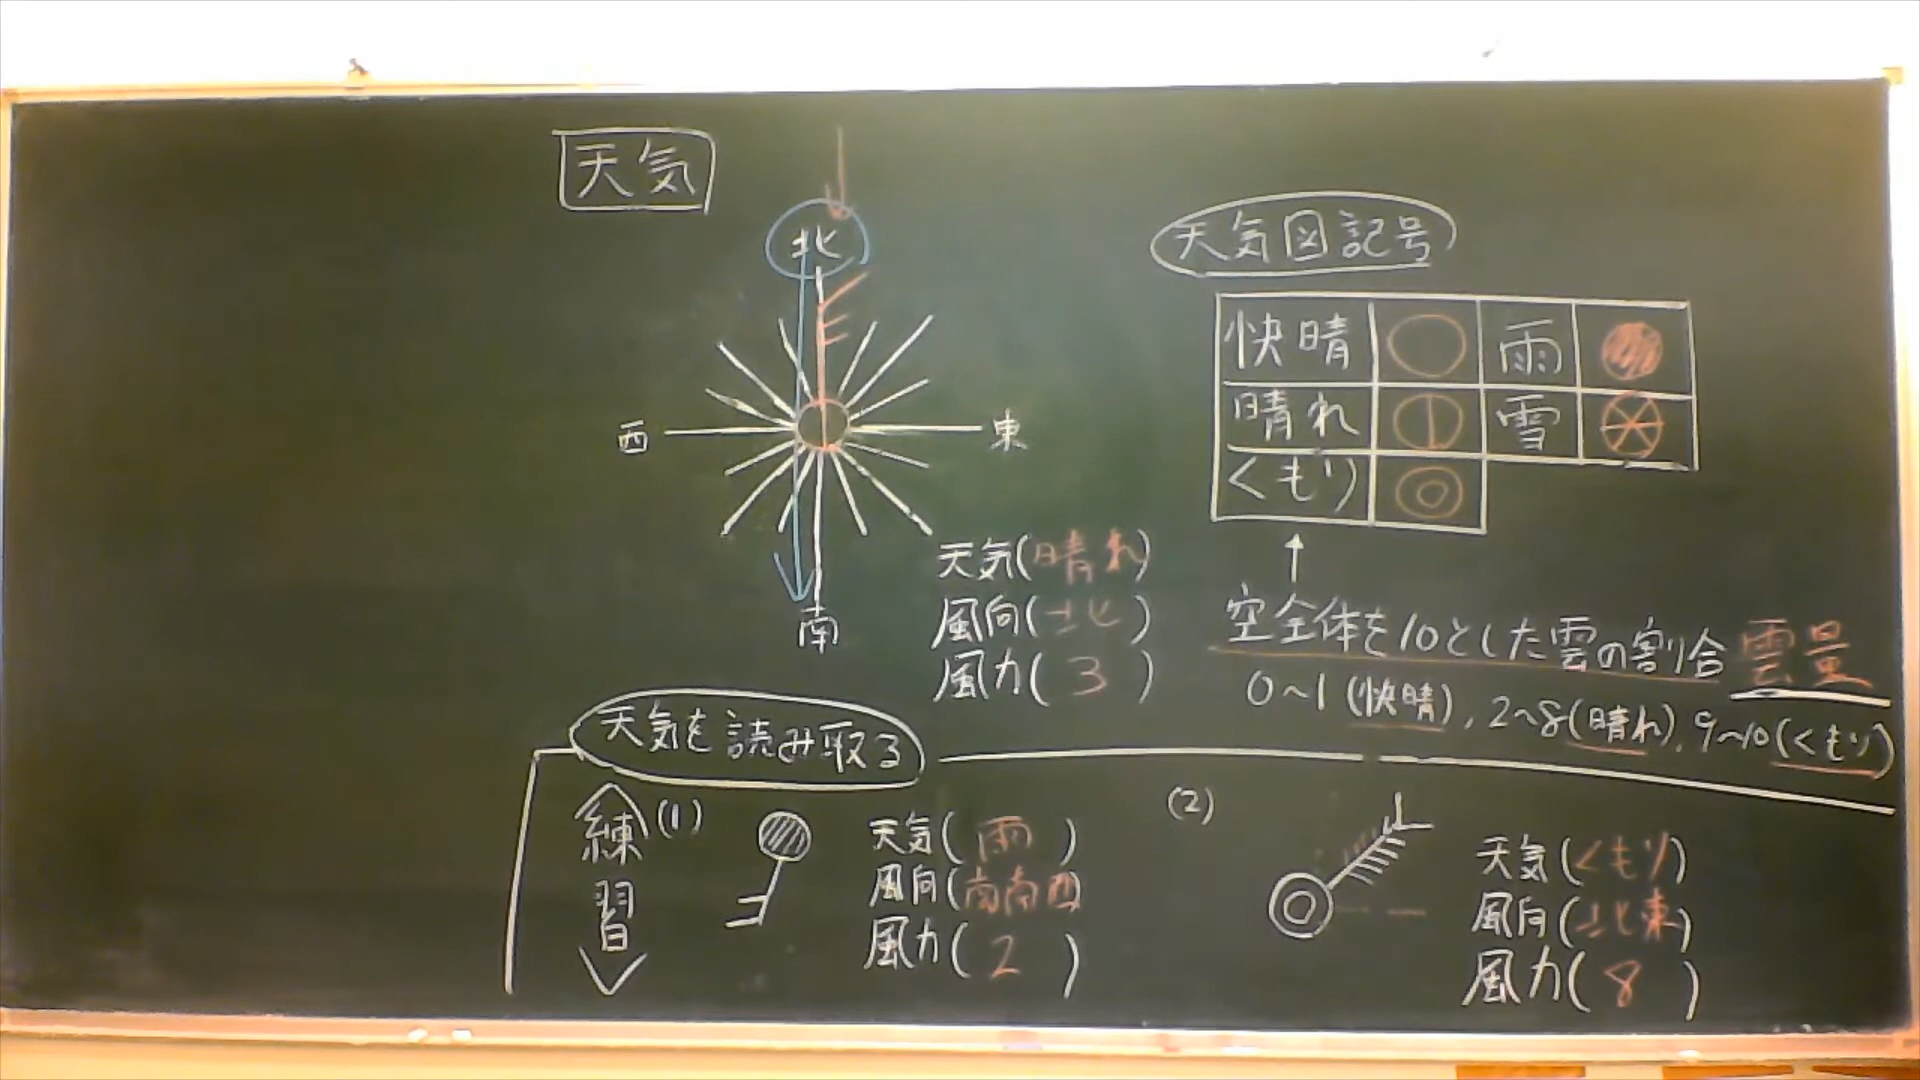 天気
北
西
東
南
天気(晴れ)
風向(北)
風力(3)
天気図記号
快晴 雨
晴れ 雪
くもり
空全体を10とした雲の割合 雲量
0~1(快晴), 2~8(晴れ), 9~10(くもり)
天気を読み取る
練習
(1)
天気(雨)
風向(南南西)
風力(2)
(2)
天気(くもり)
風向(北東)
風力(8)